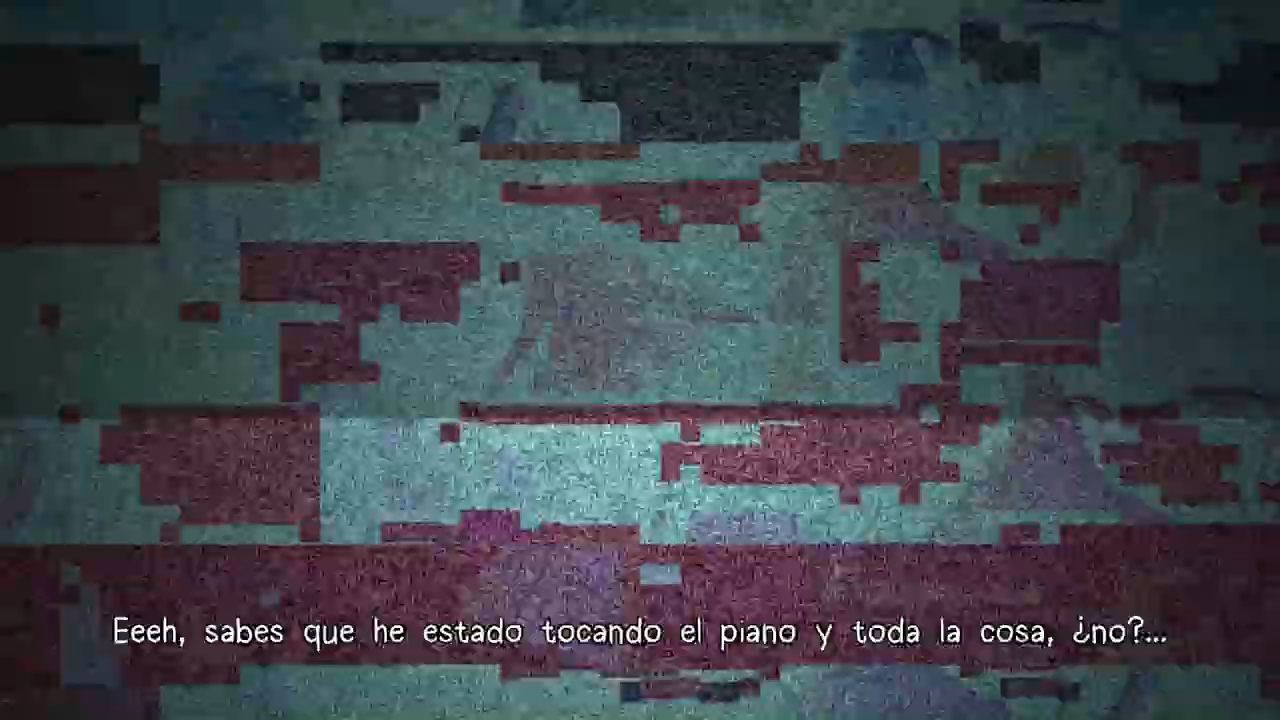 Eeeh, sabes que he estado tocando el piano y toda la cosa, ¿no?...